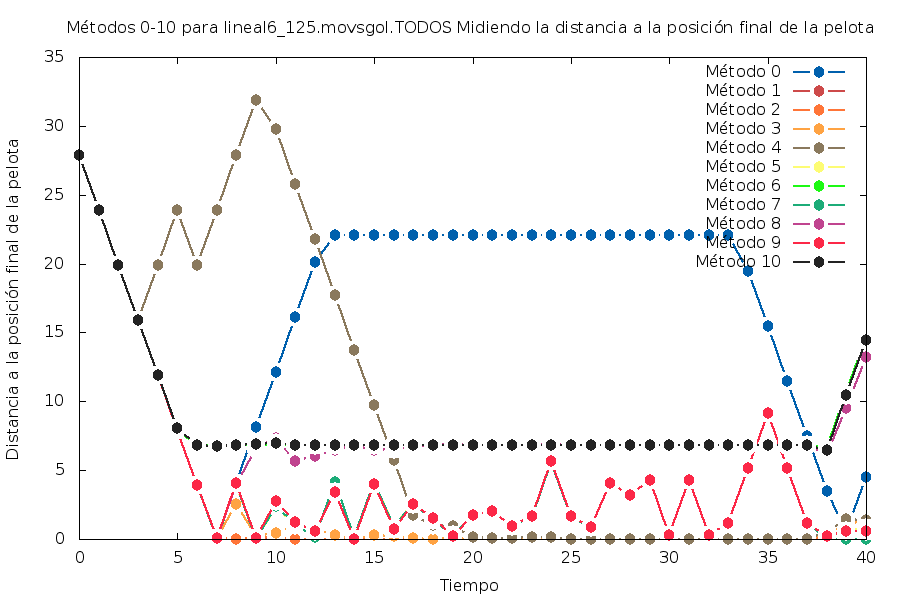 Métodos 0-10 para lineal6_125.movsgol.TODOS Midiendo la distancia a la posición final de la pelota
Distancia a la posición final de la pelota
35
30
25
20
15
10
5
0
Método 0
Método 1
Método 2
Método 3
Método 4
Método 5
Método 6
Método 7
Método 8
Método 9
Método 10
0 5 10 15 20 25 30 35 40
Tiempo